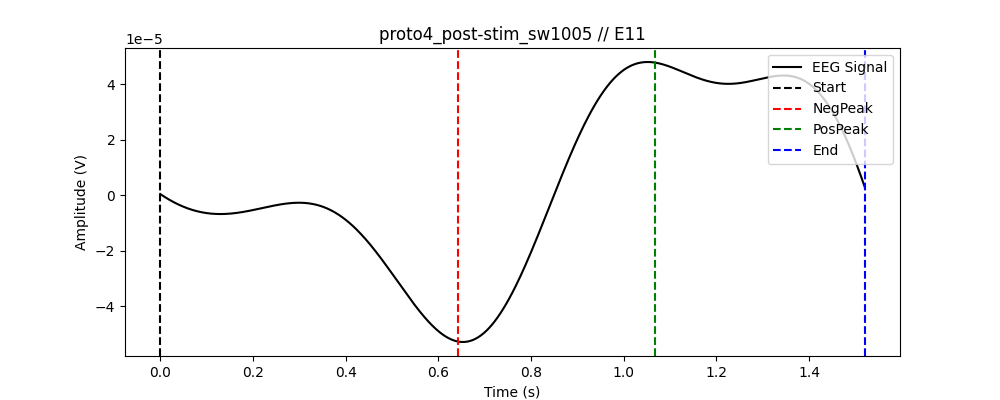 proto4_post-stim_sw1005 // E11
1e−5
4
2
0
−2
−4
Amplitude (V)
0.0 0.2 0.4 0.6 0.8 1.0 1.2 1.4
Time (s)
EEG Signal
Start
NegPeak
PosPeak
End